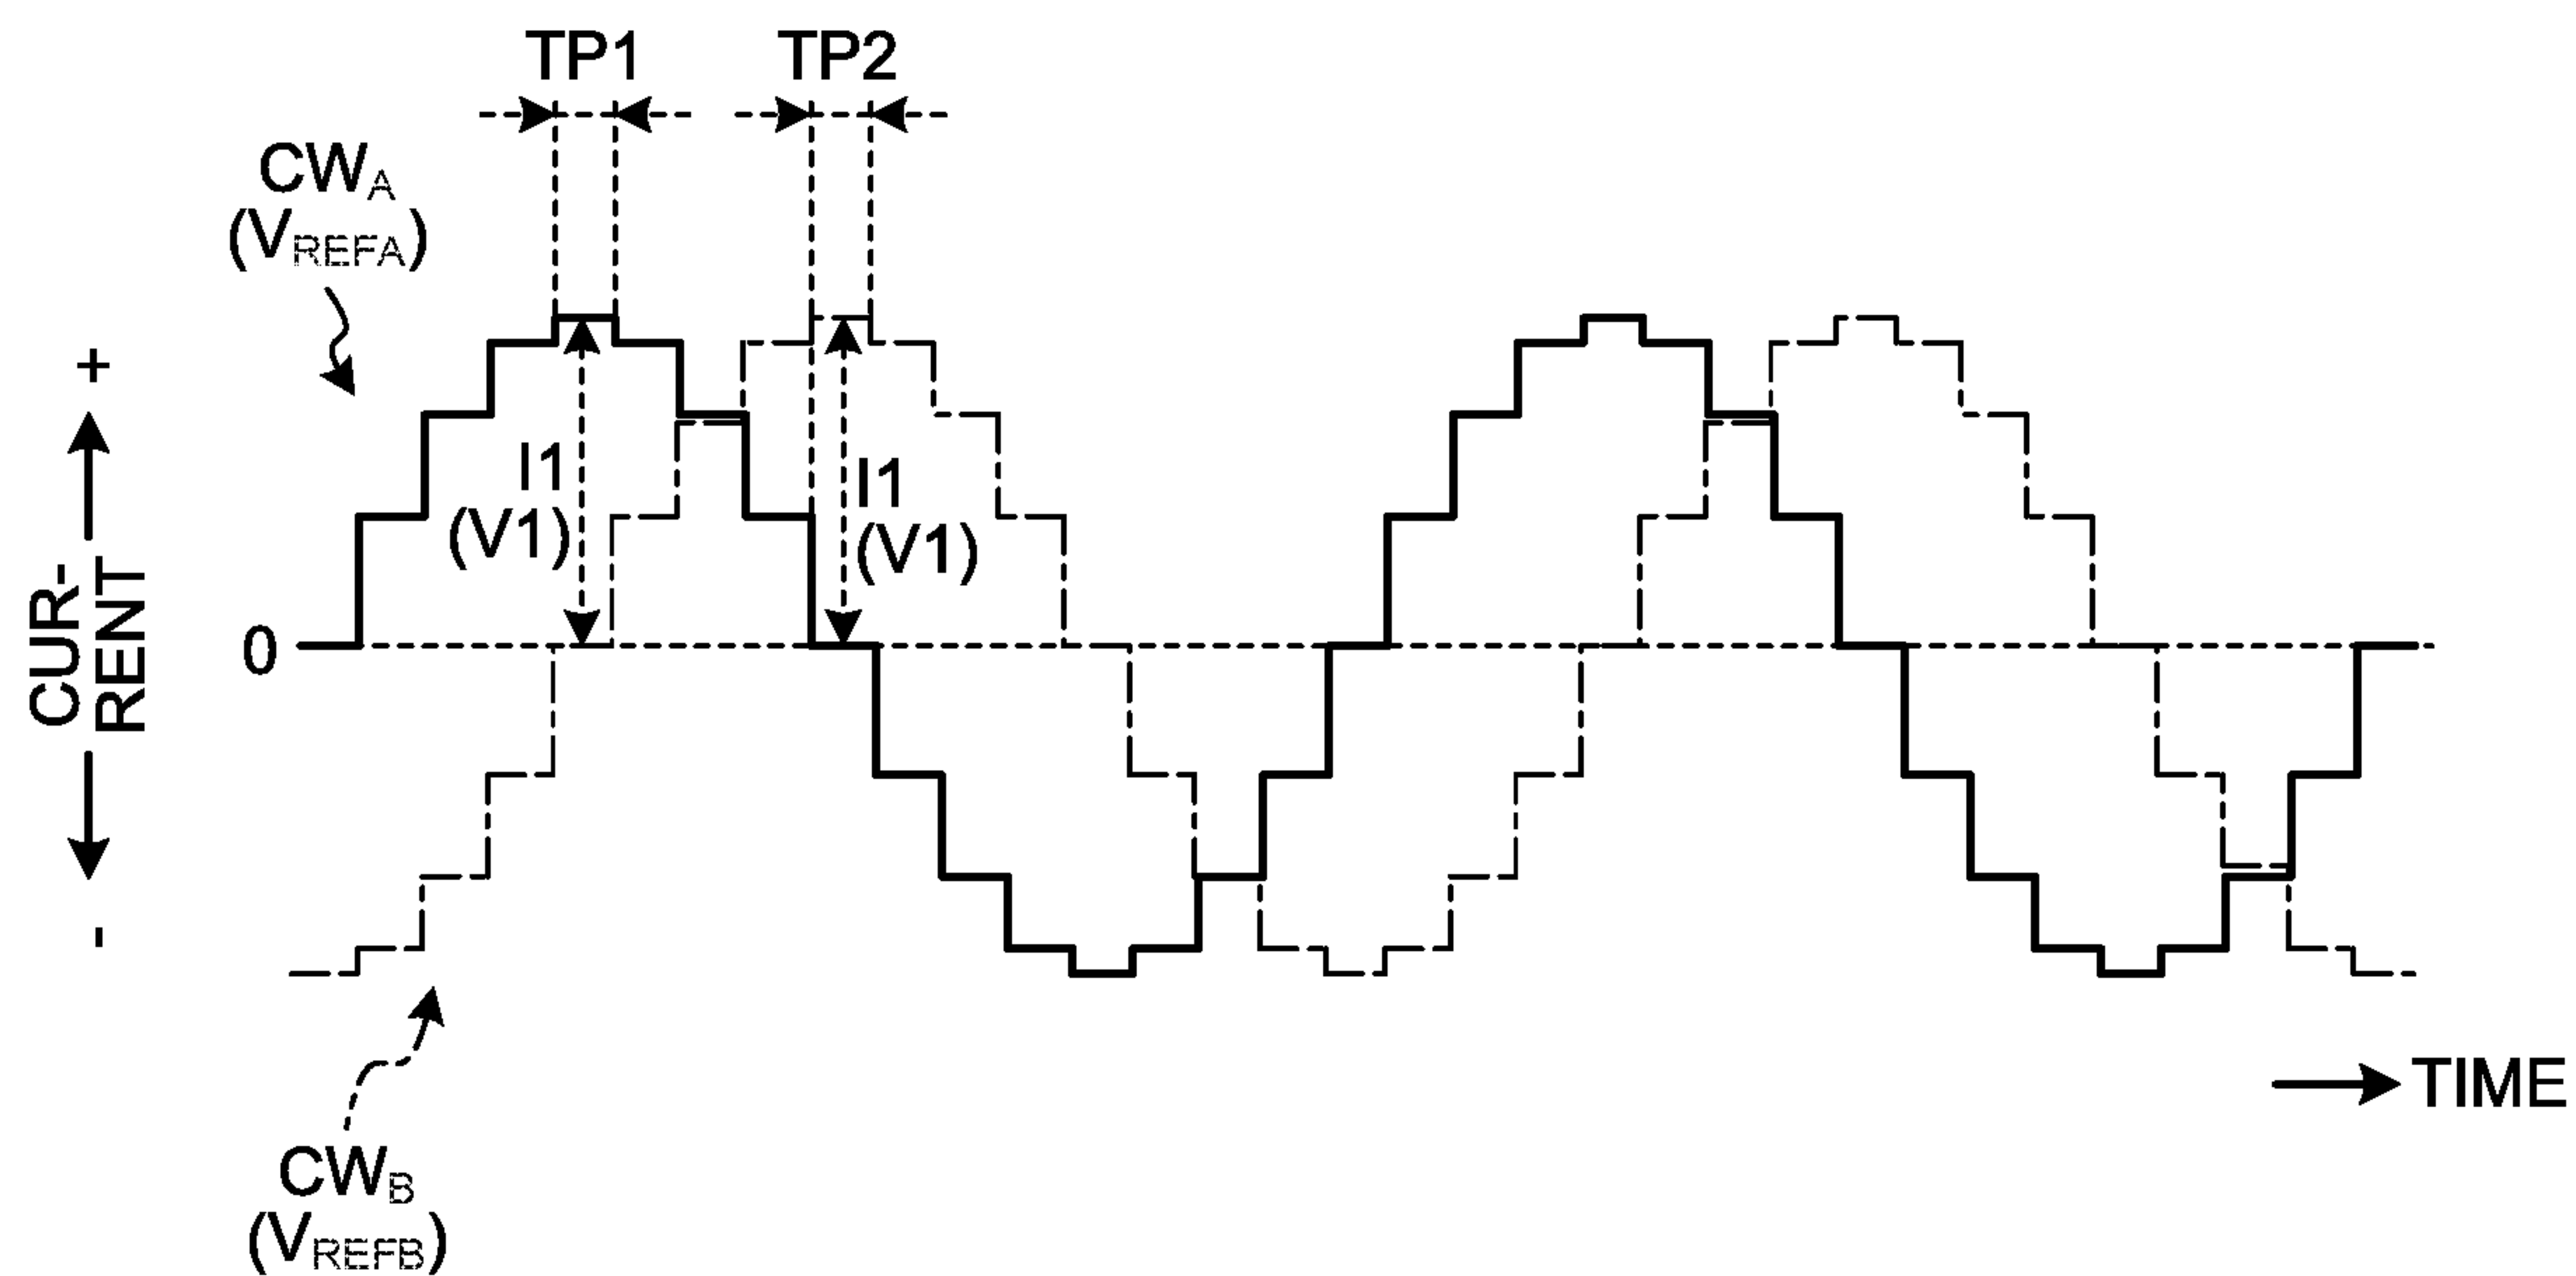 TP1 TP2
CWA
(VREFA)
+
I1
(V1)
I1
(V1)
CUR-
RENT
0
-
TIME
CWB
(VREFB)